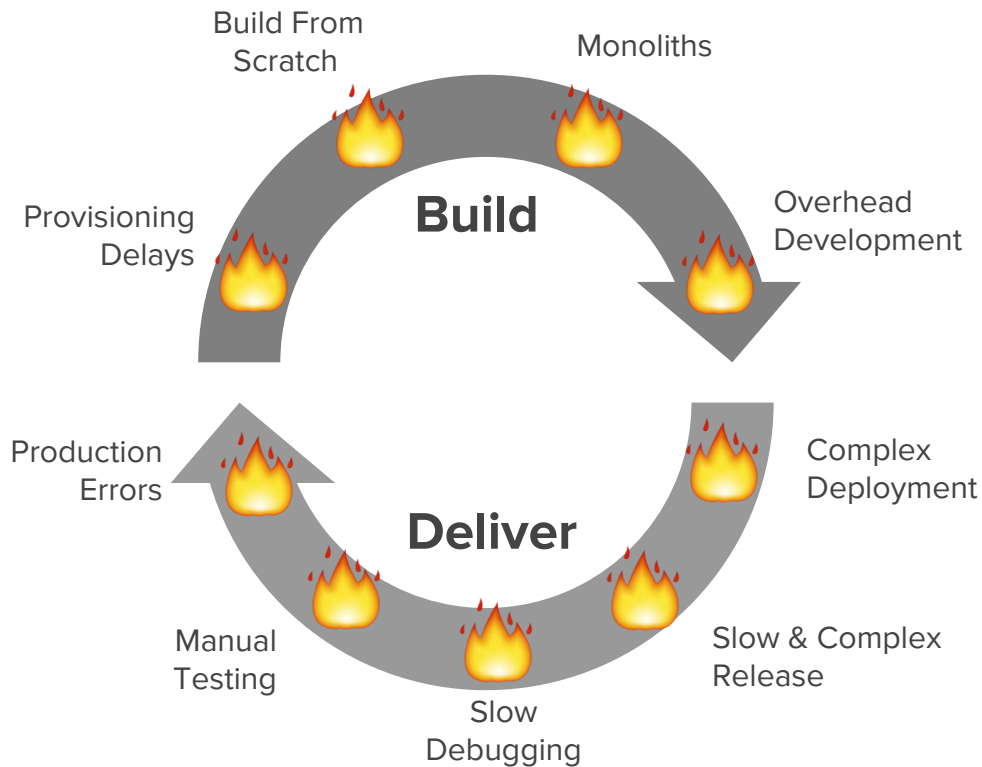 Build From
Scratch
Monoliths
Provisioning
Delays
Build
Overhead
Development
Production
Errors
Deliver
Complex
Deployment
Manual
Testing
Slow & Complex
Release
Slow
Debugging